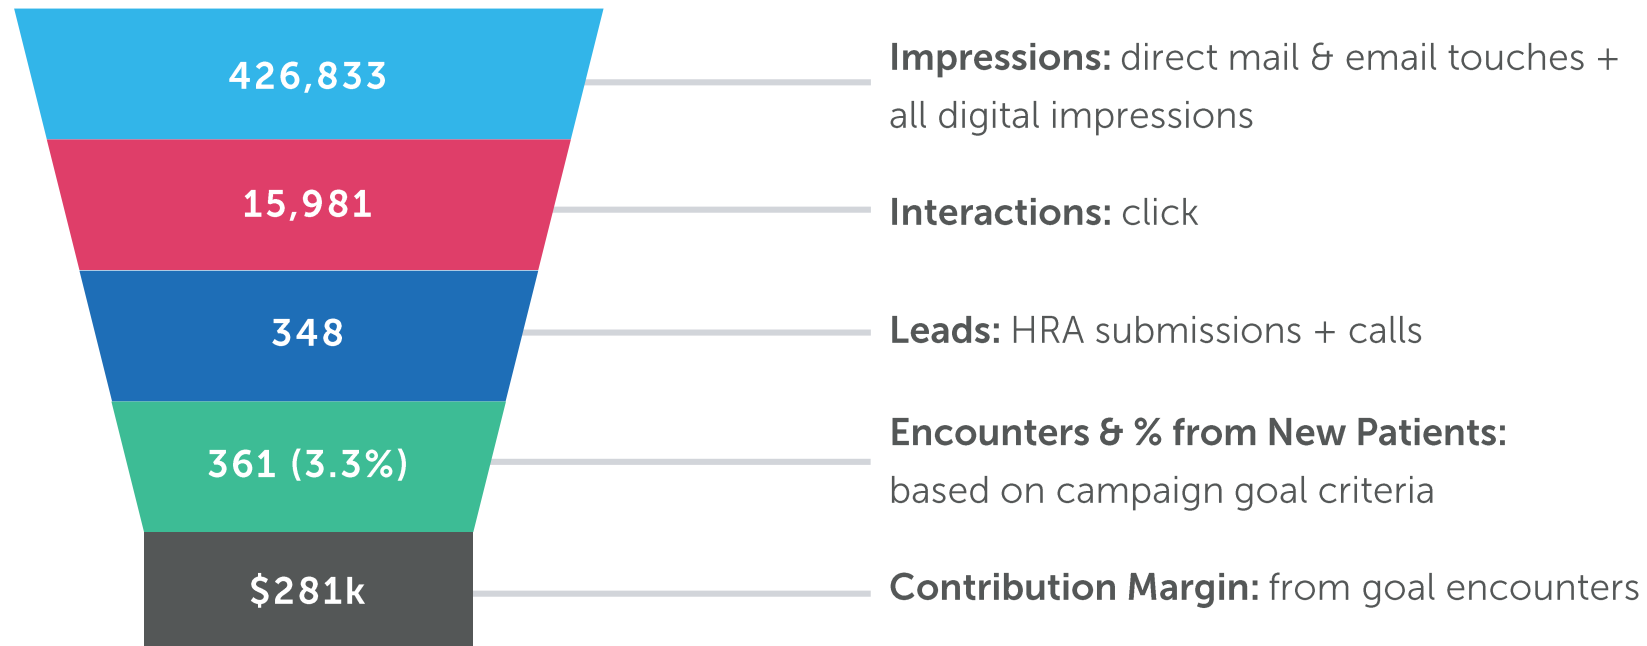 426,833
Impressions: direct mail & email touches +
all digital impressions
15,981
Interactions: click
348
Leads: HRA submissions + calls
361 (3.3%)
Encounters & % from New Patients:
based on campaign goal criteria
$281k
Contribution Margin: from goal encounters